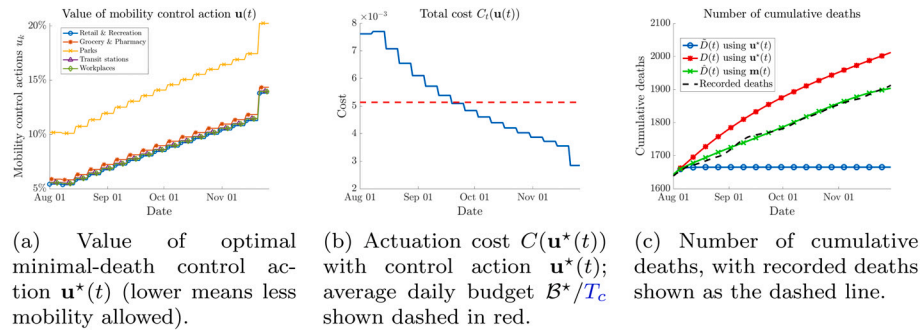 Value of mobility control action u(t)
Mobility control actions u_k
20%
15%
10%
5%
Retail & Recreation
Grocery & Pharmacy
Parks
Transit stations
Workplaces
Aug 01 Sep 01 Oct 01 Nov 01
Date
Total cost C_t(u(t))
×10⁻³
Cost
8
7
6
5
4
3
2
Aug 01 Sep 01 Oct 01 Nov 01
Date
Number of cumulative deaths
Cumulative deaths
2100
2000
1900
1800
1700
1600
D̃(t) using u*(t)
D(t) using u*(t)
D̂(t) using m(t)
Recorded deaths
Aug 01 Sep 01 Oct 01 Nov 01
Date
(a) Value of optimal
minimal-death control ac-
tion u⋆(t) (lower means less
mobility allowed).
(b) Actuation cost C(u⋆(t))
with control action u⋆(t);
average daily budget ℬ⋆/T_c
shown dashed in red.
(c) Number of cumulative
deaths, with recorded deaths
shown as the dashed line.